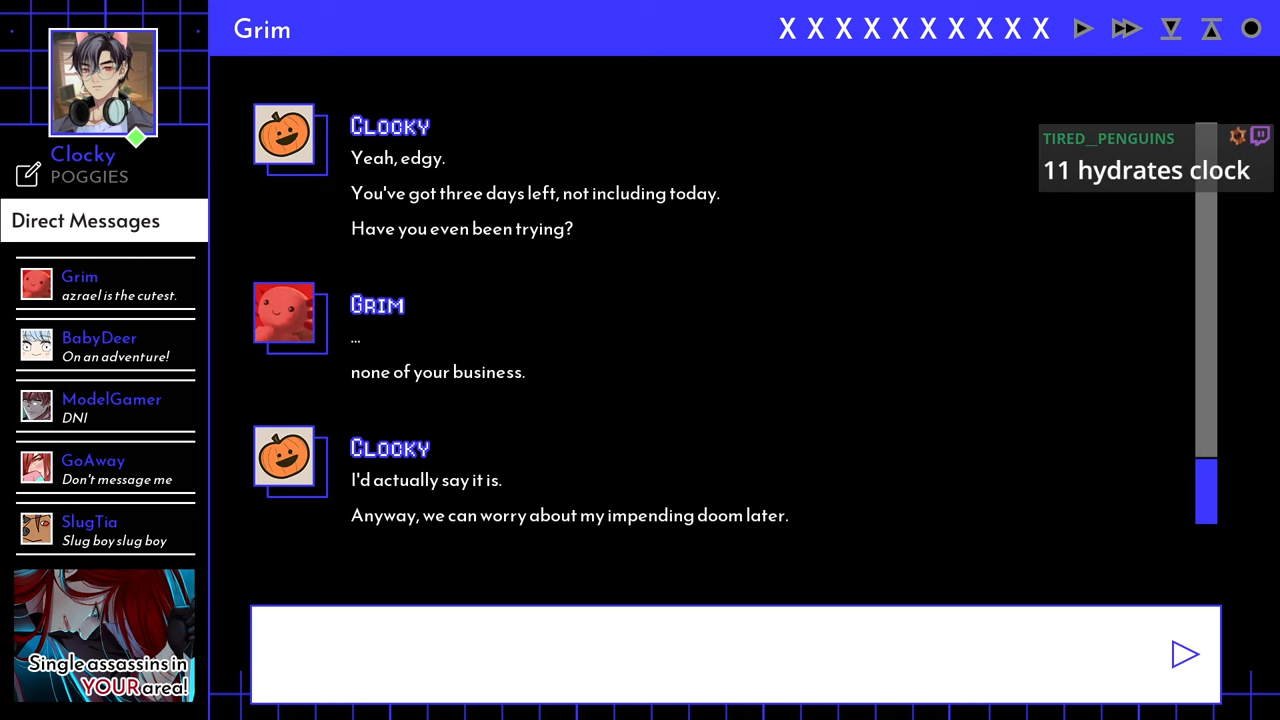 Grim
X X X X X X X X X X
Clocky
POGGIES
Direct Messages
Grim
azrael is the cutest.
BabyDeer
On an adventure!
ModelGamer
DNI
GoAway
Don't message me
SlugTia
Slug boy slug boy
Single assassins in
YOUR area!
Clocky
Yeah, edgy.
You've got three days left, not including today.
Have you even been trying?
Grim
...
none of your business.
Clocky
I'd actually say it is.
Anyway, we can worry about my impending doom later.
TIRED__PENGUINS
11 hydrates clock